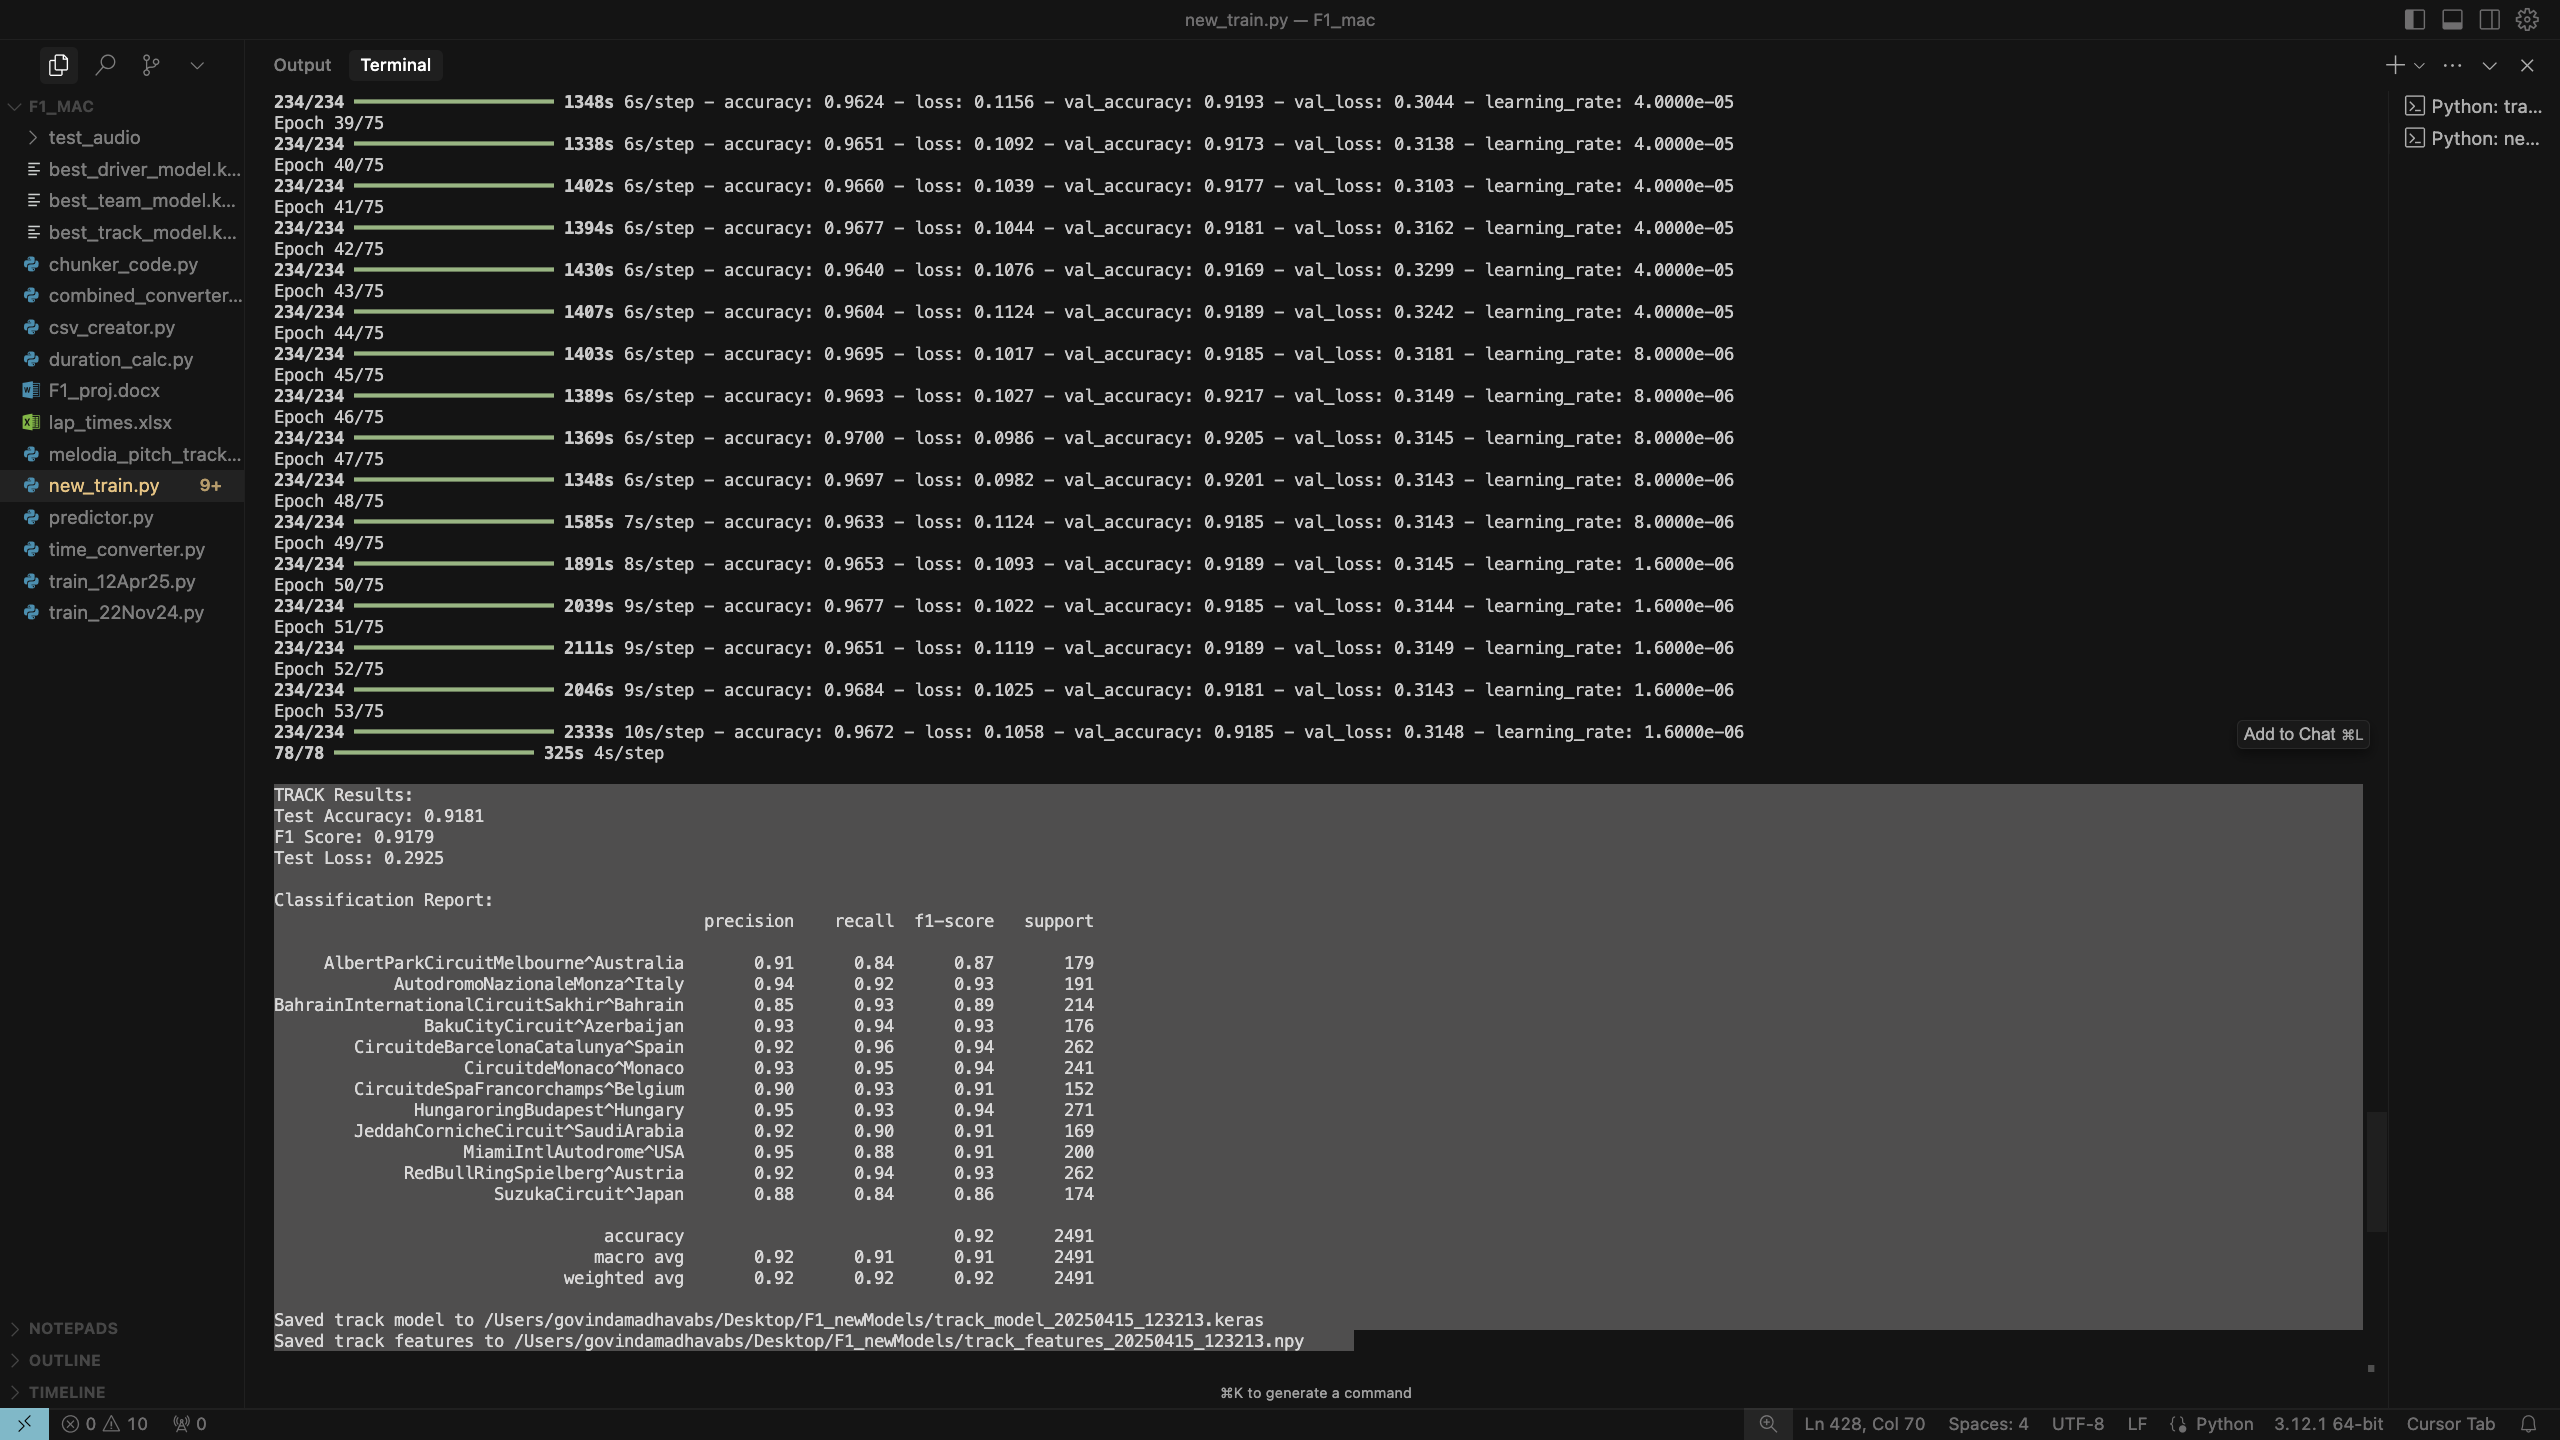 new_train.py — F1_mac
Output Terminal
F1_MAC
test_audio
best_driver_model.k...
best_team_model.k...
best_track_model.k...
chunker_code.py
combined_converter...
csv_creator.py
duration_calc.py
F1_proj.docx
lap_times.xlsx
melodia_pitch_track...
new_train.py 9+
predictor.py
time_converter.py
train_12Apr25.py
train_22Nov24.py
NOTEPADS
OUTLINE
TIMELINE
234/234 1348s 6s/step - accuracy: 0.9624 - loss: 0.1156 - val_accuracy: 0.9193 - val_loss: 0.3044 - learning_rate: 4.0000e-05
Epoch 39/75
234/234 1338s 6s/step - accuracy: 0.9651 - loss: 0.1092 - val_accuracy: 0.9173 - val_loss: 0.3138 - learning_rate: 4.0000e-05
Epoch 40/75
234/234 1402s 6s/step - accuracy: 0.9660 - loss: 0.1039 - val_accuracy: 0.9177 - val_loss: 0.3103 - learning_rate: 4.0000e-05
Epoch 41/75
234/234 1394s 6s/step - accuracy: 0.9677 - loss: 0.1044 - val_accuracy: 0.9181 - val_loss: 0.3162 - learning_rate: 4.0000e-05
Epoch 42/75
234/234 1430s 6s/step - accuracy: 0.9640 - loss: 0.1076 - val_accuracy: 0.9169 - val_loss: 0.3299 - learning_rate: 4.0000e-05
Epoch 43/75
234/234 1407s 6s/step - accuracy: 0.9604 - loss: 0.1124 - val_accuracy: 0.9189 - val_loss: 0.3242 - learning_rate: 4.0000e-05
Epoch 44/75
234/234 1403s 6s/step - accuracy: 0.9695 - loss: 0.1017 - val_accuracy: 0.9185 - val_loss: 0.3181 - learning_rate: 8.0000e-06
Epoch 45/75
234/234 1389s 6s/step - accuracy: 0.9693 - loss: 0.1027 - val_accuracy: 0.9217 - val_loss: 0.3149 - learning_rate: 8.0000e-06
Epoch 46/75
234/234 1369s 6s/step - accuracy: 0.9700 - loss: 0.0986 - val_accuracy: 0.9205 - val_loss: 0.3145 - learning_rate: 8.0000e-06
Epoch 47/75
234/234 1348s 6s/step - accuracy: 0.9697 - loss: 0.0982 - val_accuracy: 0.9201 - val_loss: 0.3143 - learning_rate: 8.0000e-06
Epoch 48/75
234/234 1585s 7s/step - accuracy: 0.9633 - loss: 0.1124 - val_accuracy: 0.9185 - val_loss: 0.3143 - learning_rate: 8.0000e-06
Epoch 49/75
234/234 1891s 8s/step - accuracy: 0.9653 - loss: 0.1093 - val_accuracy: 0.9189 - val_loss: 0.3145 - learning_rate: 1.6000e-06
Epoch 50/75
234/234 2039s 9s/step - accuracy: 0.9677 - loss: 0.1022 - val_accuracy: 0.9185 - val_loss: 0.3144 - learning_rate: 1.6000e-06
Epoch 51/75
234/234 2111s 9s/step - accuracy: 0.9651 - loss: 0.1119 - val_accuracy: 0.9189 - val_loss: 0.3149 - learning_rate: 1.6000e-06
Epoch 52/75
234/234 2046s 9s/step - accuracy: 0.9684 - loss: 0.1025 - val_accuracy: 0.9181 - val_loss: 0.3143 - learning_rate: 1.6000e-06
Epoch 53/75
234/234 2333s 10s/step - accuracy: 0.9672 - loss: 0.1058 - val_accuracy: 0.9185 - val_loss: 0.3148 - learning_rate: 1.6000e-06
78/78 325s 4s/step
TRACK Results:
Test Accuracy: 0.9181
F1 Score: 0.9179
Test Loss: 0.2925
Classification Report:
precision recall f1-score support
AlbertParkCircuitMelbourne^Australia 0.91 0.84 0.87 179
AutodromoNazionaleMonza^Italy 0.94 0.92 0.93 191
BahrainInternationalCircuitSakhir^Bahrain 0.85 0.93 0.89 214
BakuCityCircuit^Azerbaijan 0.93 0.94 0.93 176
CircuitdeBarcelonaCatalunya^Spain 0.92 0.96 0.94 262
CircuitdeMonaco^Monaco 0.93 0.95 0.94 241
CircuitdeSpaFrancorchamps^Belgium 0.90 0.93 0.91 152
HungaroringBudapest^Hungary 0.95 0.93 0.94 271
JeddahCornicheCircuit^SaudiArabia 0.92 0.90 0.91 169
MiamiIntlAutodrome^USA 0.95 0.88 0.91 200
RedBullRingSpielberg^Austria 0.92 0.94 0.93 262
SuzukaCircuit^Japan 0.88 0.84 0.86 174
accuracy 0.92 2491
macro avg 0.92 0.91 0.91 2491
weighted avg 0.92 0.92 0.92 2491
Saved track model to /Users/govindamadhavabs/Desktop/F1_newModels/track_model_20250415_123213.keras
Saved track features to /Users/govindamadhavabs/Desktop/F1_newModels/track_features_20250415_123213.npy
Add to Chat ⌘L
⌘K to generate a command
Python: tra...
Python: ne...
0 10 0 Ln 428, Col 70 Spaces: 4 UTF-8 LF Python 3.12.1 64-bit Cursor Tab